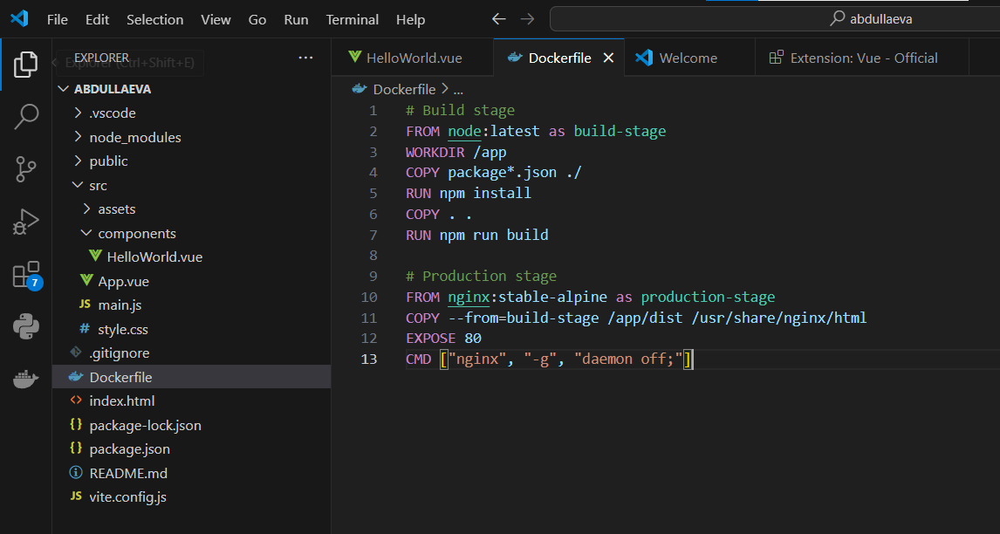 File Edit Selection View Go Run Terminal Help
abdullaeva
EXPLORER
Explorer (Ctrl+Shift+E)
...
HelloWorld.vue
Dockerfile
Welcome
Extension: Vue - Official
ABDULLAEVA
.vscode
node_modules
public
src
assets
components
HelloWorld.vue
App.vue
JS main.js
# style.css
.gitignore
Dockerfile
<> index.html
{} package-lock.json
{} package.json
README.md
JS vite.config.js
7
Dockerfile > ...
1 # Build stage
2 FROM node:latest as build-stage
3 WORKDIR /app
4 COPY package*.json ./
5 RUN npm install
6 COPY . .
7 RUN npm run build
8
9 # Production stage
10 FROM nginx:stable-alpine as production-stage
11 COPY --from=build-stage /app/dist /usr/share/nginx/html
12 EXPOSE 80
13 CMD ["nginx", "-g", "daemon off;"]